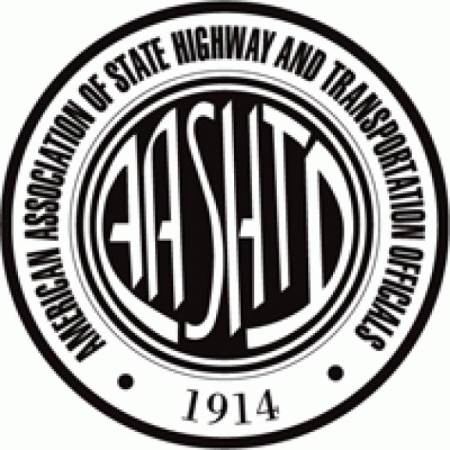 AMERICAN ASSOCIATION OF STATE HIGHWAY AND TRANSPORTATION OFFICIALS
AASHTO
· 1914 ·